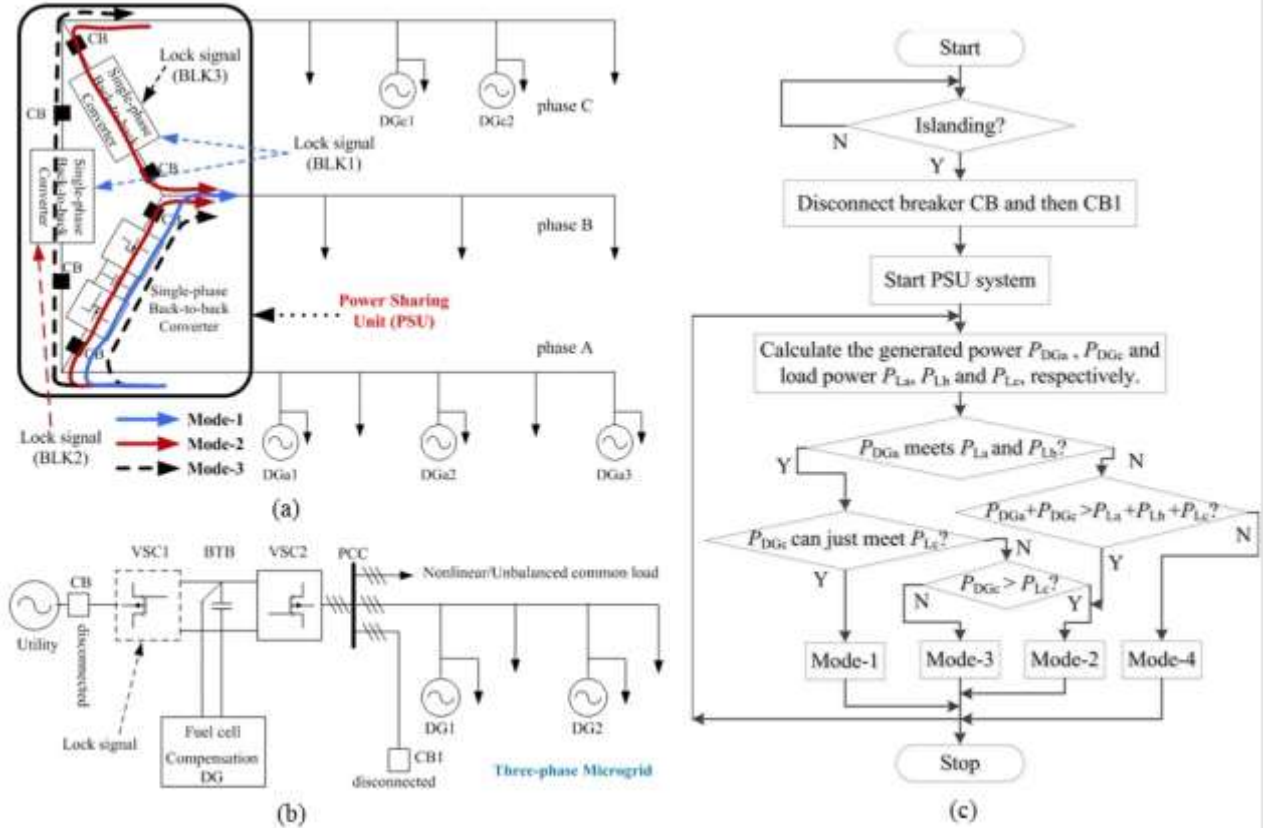 CB
Lock signal
(BLK3)
Single-phase
Back-to-back
Converter
phase C
DGc1
DGc2
CB
CB
Lock signal
(BLK1)
Single-phase
Back-to-back
Converter
CB
phase B
CB
Single-phase
Back-to-back
Converter
Power Sharing
Unit (PSU)
CB
phase A
Mode-1
Mode-2
Mode-3
Lock signal
(BLK2)
DGa1
DGa2
DGa3
(a)
VSC1
BTB
VSC2
PCC
CB
Nonlinear/Unbalanced common load
Utility
disconnected
DG1
DG2
Lock signal
Fuel cell
Compensation
DG
CB1
disconnected
Three-phase Microgrid
(b)
Start
Islanding?
N
Y
Disconnect breaker CB and then CB1
Start PSU system
Calculate the generated power PDGa , PDGc and
load power PLa, PLb and PLc, respectively.
PDGa meets PLa and PLb?
Y
N
PDGa+PDGc >PLa+PLb+PLc?
PDGc can just meet PLc?
N
N
Y
Y
PDGc > PLc?
N
Y
Mode-1
Mode-3
Mode-2
Mode-4
Stop
(c)